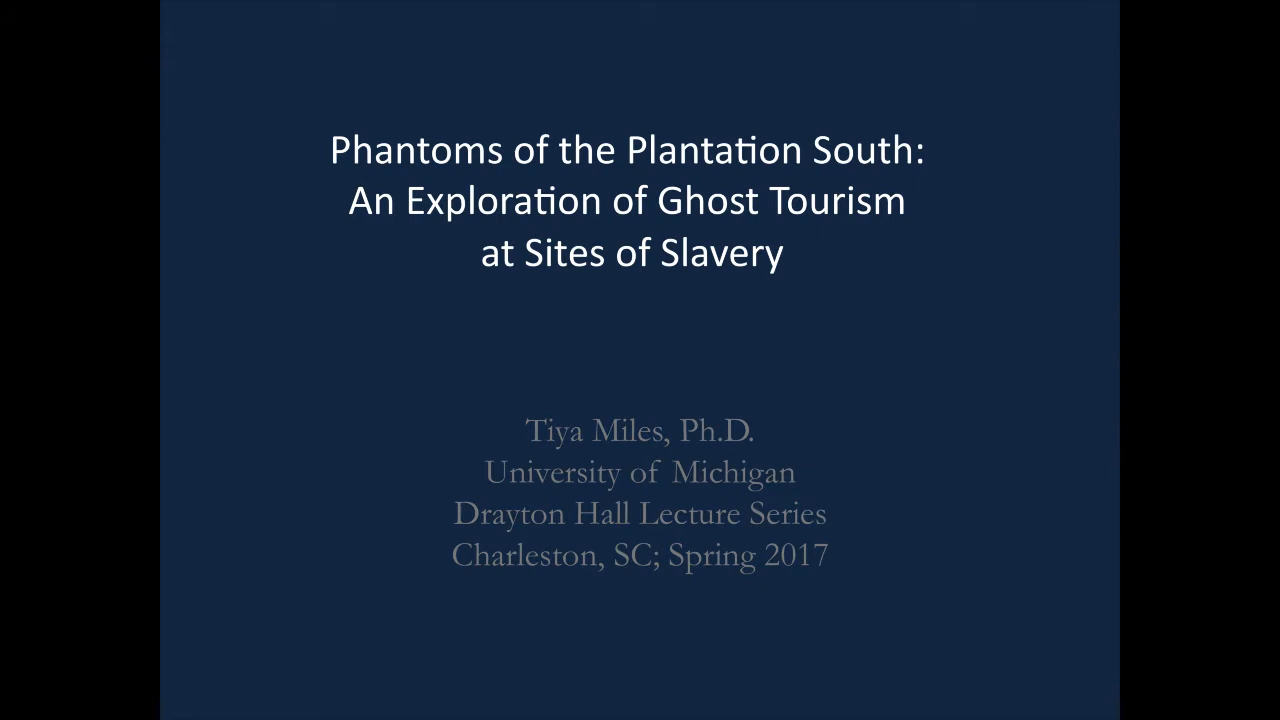 Phantoms of the Plantation South:
An Exploration of Ghost Tourism
at Sites of Slavery
Tiya Miles, Ph.D.
University of Michigan
Drayton Hall Lecture Series
Charleston, SC; Spring 2017